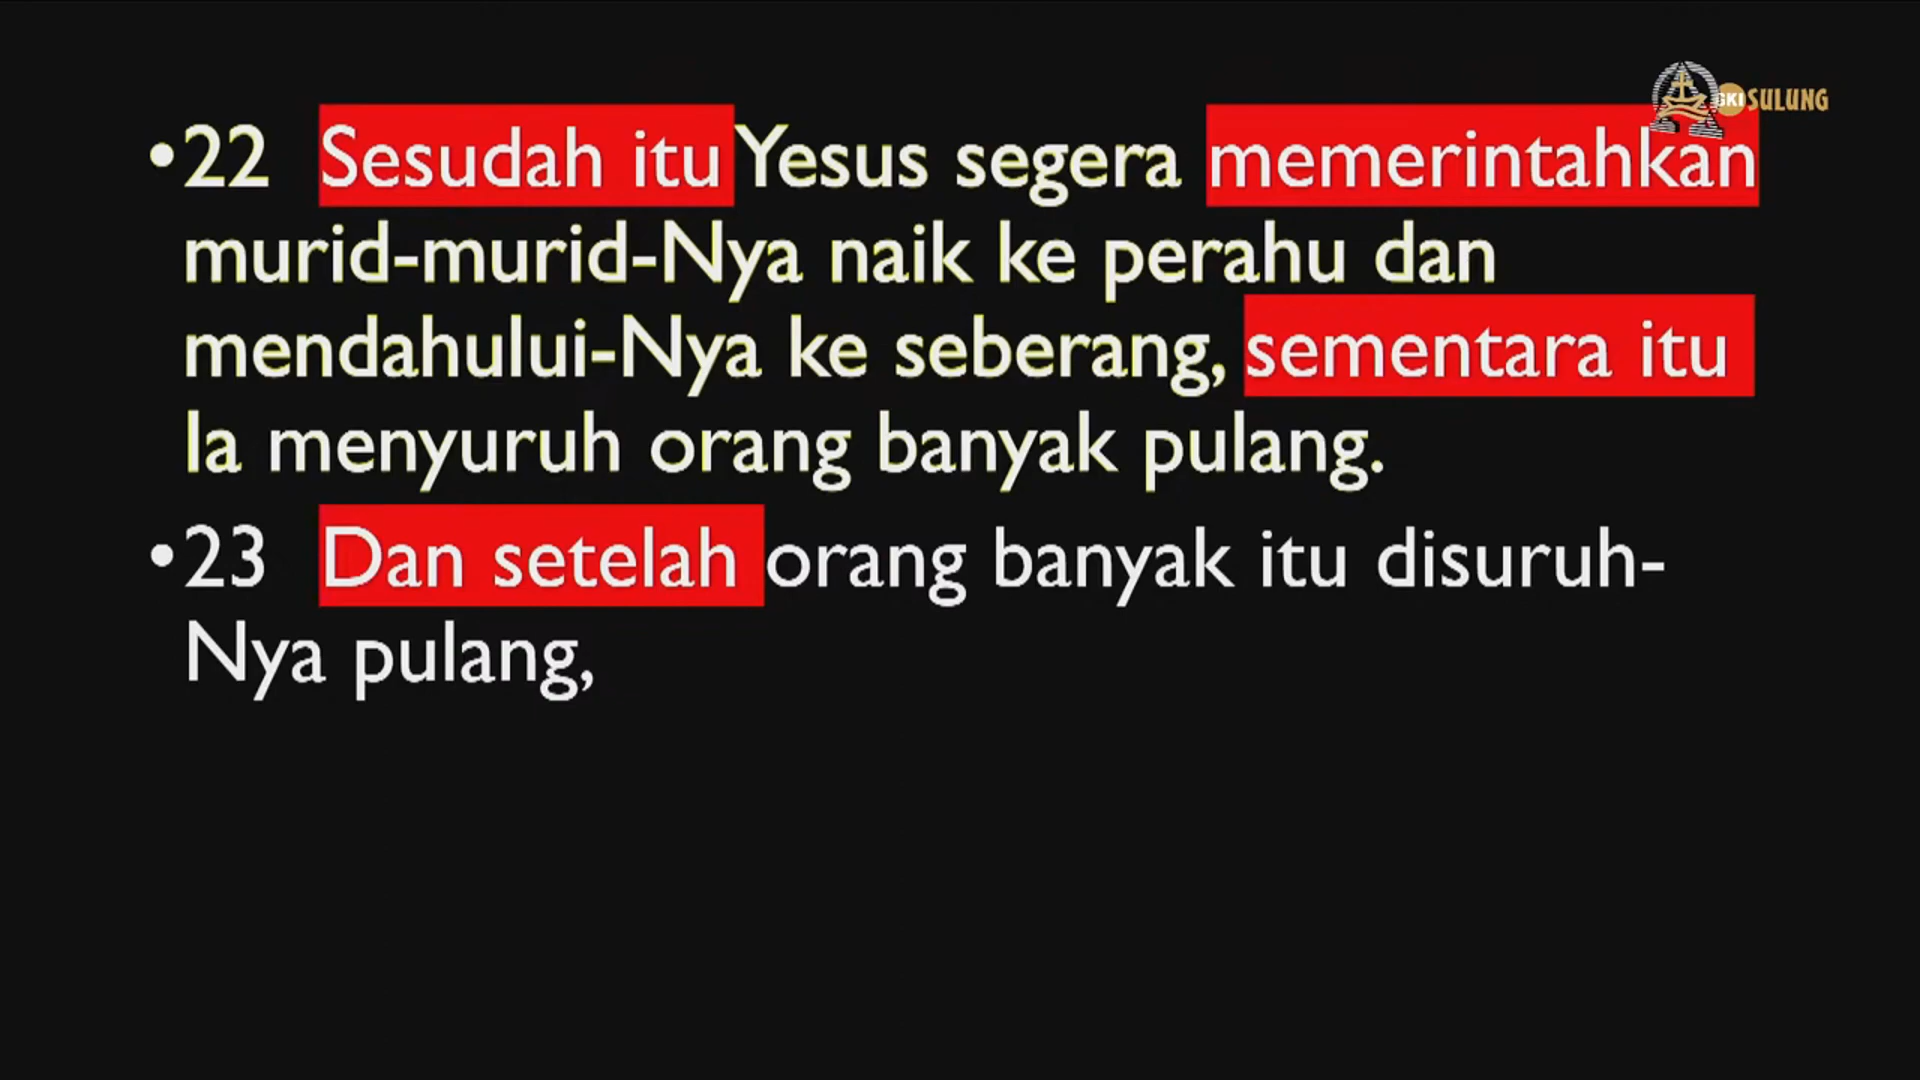 GKI SULUNG
•22 Sesudah itu Yesus segera memerintahkan
murid-murid-Nya naik ke perahu dan
mendahului-Nya ke seberang, sementara itu
Ia menyuruh orang banyak pulang.
•23 Dan setelah orang banyak itu disuruh-
Nya pulang,